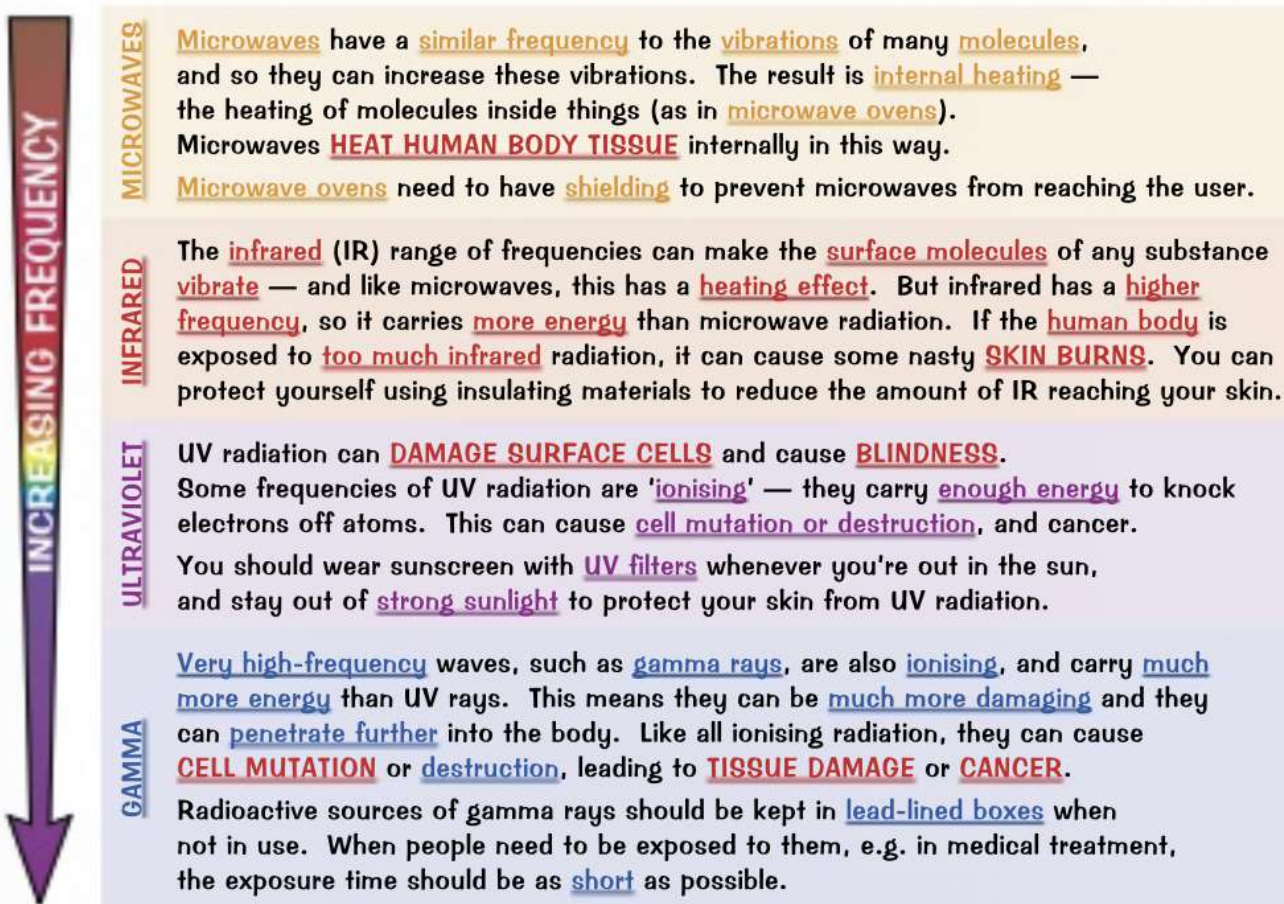 INCREASING FREQUENCY
MICROWAVES
Microwaves have a similar frequency to the vibrations of many molecules,
and so they can increase these vibrations. The result is internal heating —
the heating of molecules inside things (as in microwave ovens).
Microwaves HEAT HUMAN BODY TISSUE internally in this way.
Microwave ovens need to have shielding to prevent microwaves from reaching the user.
INFRARED
The infrared (IR) range of frequencies can make the surface molecules of any substance
vibrate — and like microwaves, this has a heating effect. But infrared has a higher
frequency, so it carries more energy than microwave radiation. If the human body is
exposed to too much infrared radiation, it can cause some nasty SKIN BURNS. You can
protect yourself using insulating materials to reduce the amount of IR reaching your skin.
ULTRAVIOLET
UV radiation can DAMAGE SURFACE CELLS and cause BLINDNESS.
Some frequencies of UV radiation are 'ionising' — they carry enough energy to knock
electrons off atoms. This can cause cell mutation or destruction, and cancer.
You should wear sunscreen with UV filters whenever you're out in the sun,
and stay out of strong sunlight to protect your skin from UV radiation.
GAMMA
Very high-frequency waves, such as gamma rays, are also ionising, and carry much
more energy than UV rays. This means they can be much more damaging and they
can penetrate further into the body. Like all ionising radiation, they can cause
CELL MUTATION or destruction, leading to TISSUE DAMAGE or CANCER.
Radioactive sources of gamma rays should be kept in lead-lined boxes when
not in use. When people need to be exposed to them, e.g. in medical treatment,
the exposure time should be as short as possible.